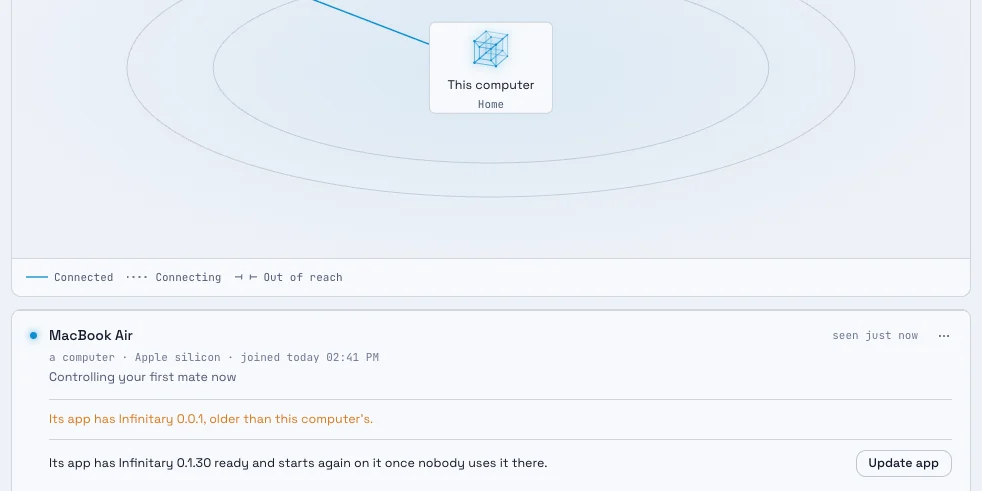 This computer
Home
Connected
Connecting
Out of reach
MacBook Air
seen just now
a computer · Apple silicon · joined today 02:41 PM
Controlling your first mate now
Its app has Infinitary 0.0.1, older than this computer's.
Its app has Infinitary 0.1.30 ready and starts again on it once nobody uses it there.
Update app